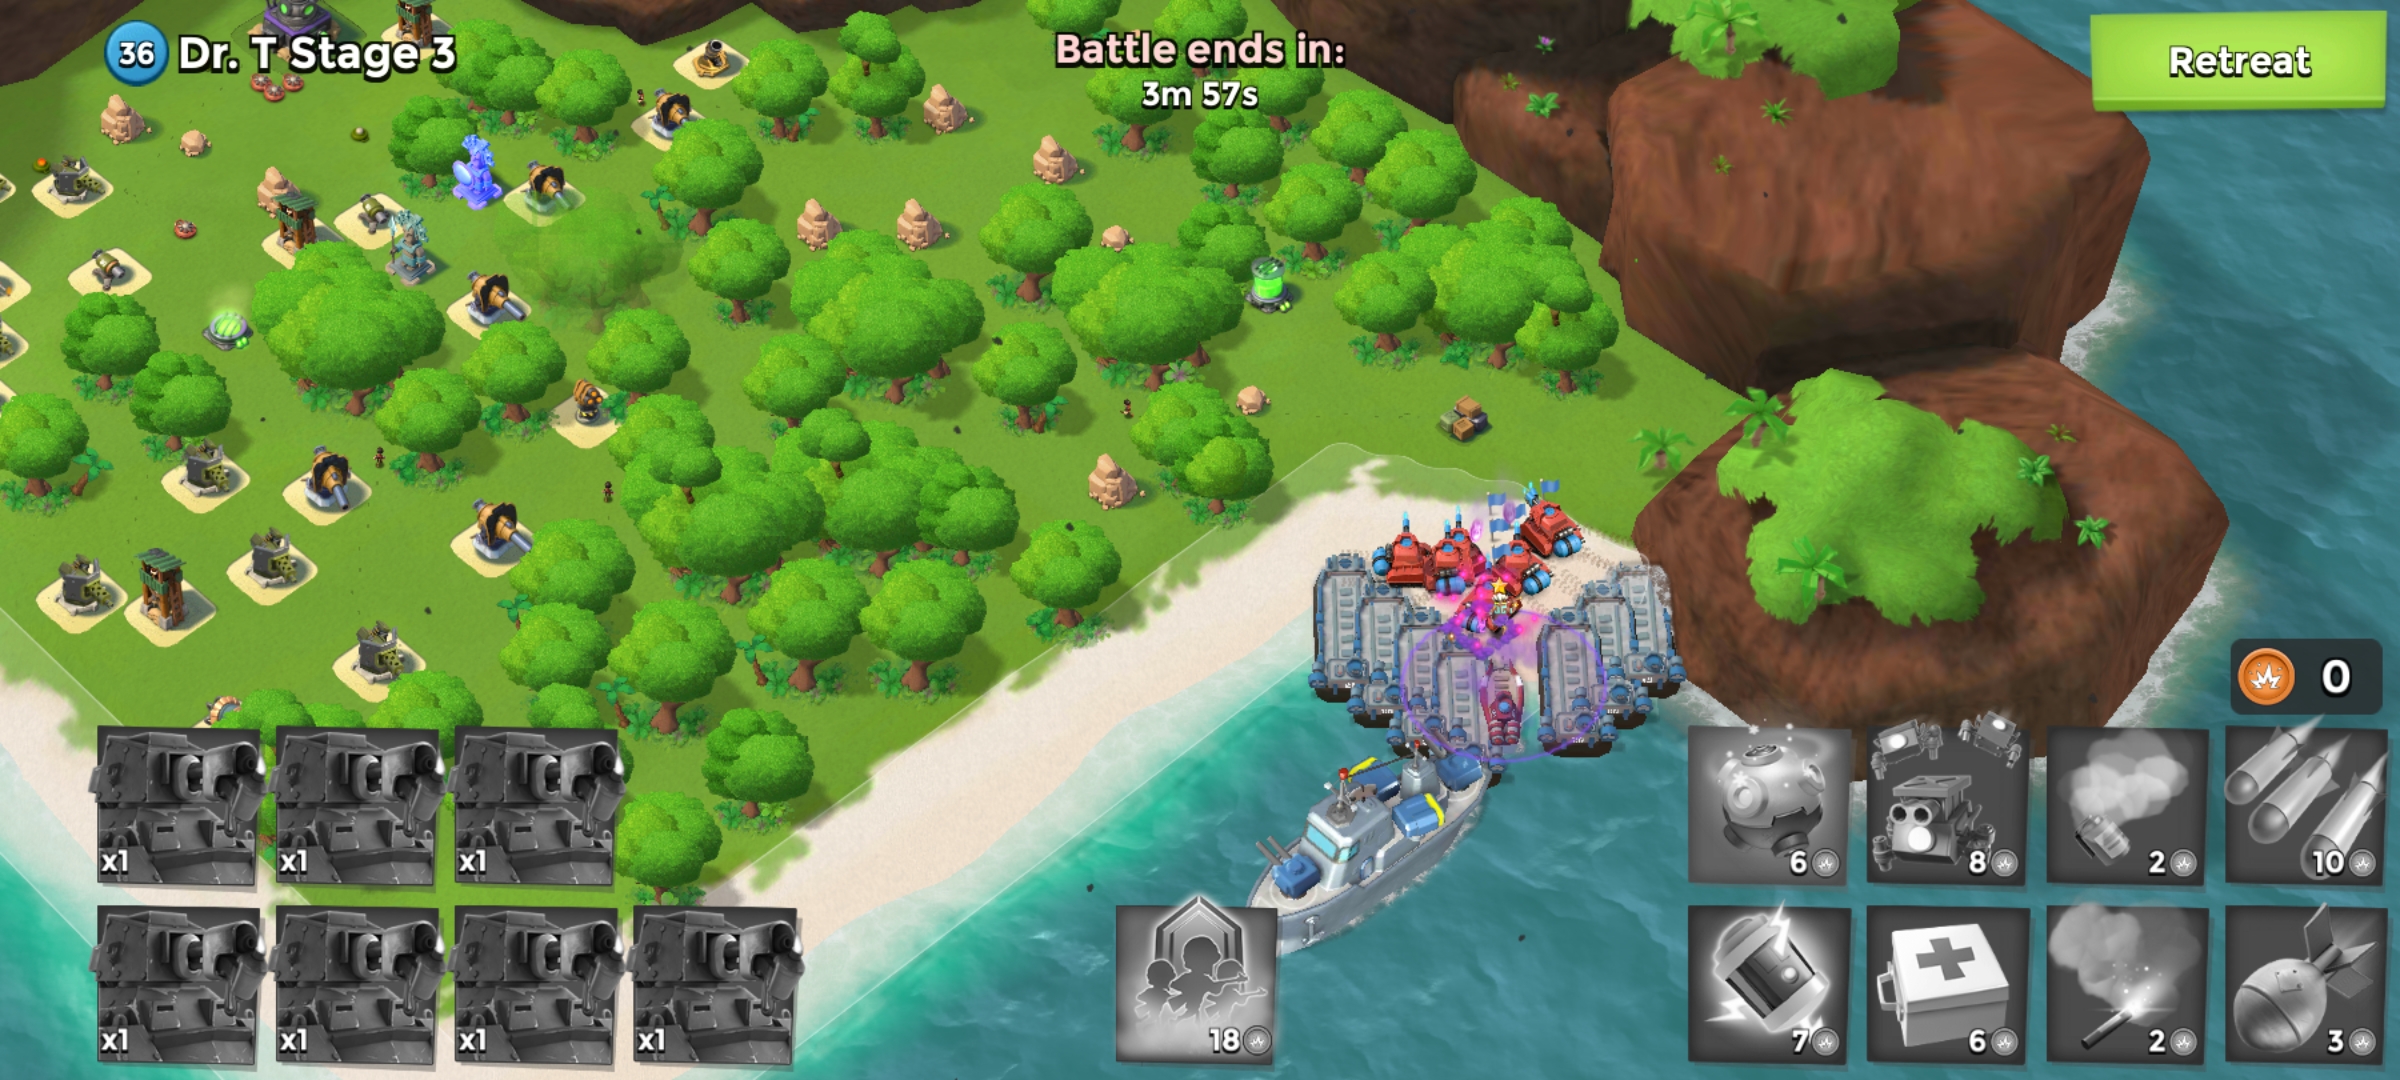 36 Dr. T Stage 3
Battle ends in:
3m 57s
Retreat
0
x1 x1 x1
6 8 2 10
x1 x1 x1 x1
18
7 6 2 3